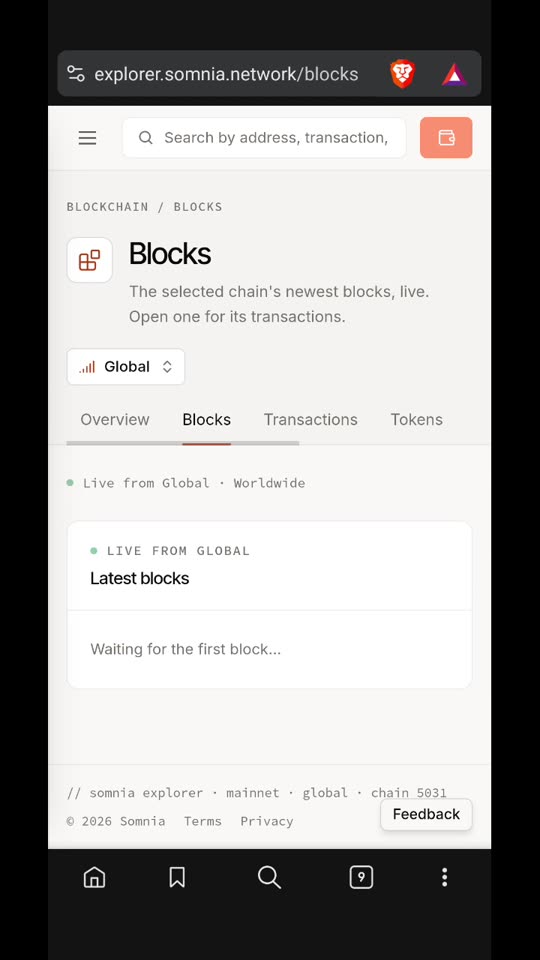 explorer.somnia.network/blocks
Search by address, transaction,
BLOCKCHAIN / BLOCKS
Blocks
The selected chain's newest blocks, live.
Open one for its transactions.
Global
Overview Blocks Transactions Tokens
Live from Global · Worldwide
LIVE FROM GLOBAL
Latest blocks
Waiting for the first block...
// somnia explorer · mainnet · global · chain 5031
Feedback
© 2026 Somnia Terms Privacy
9